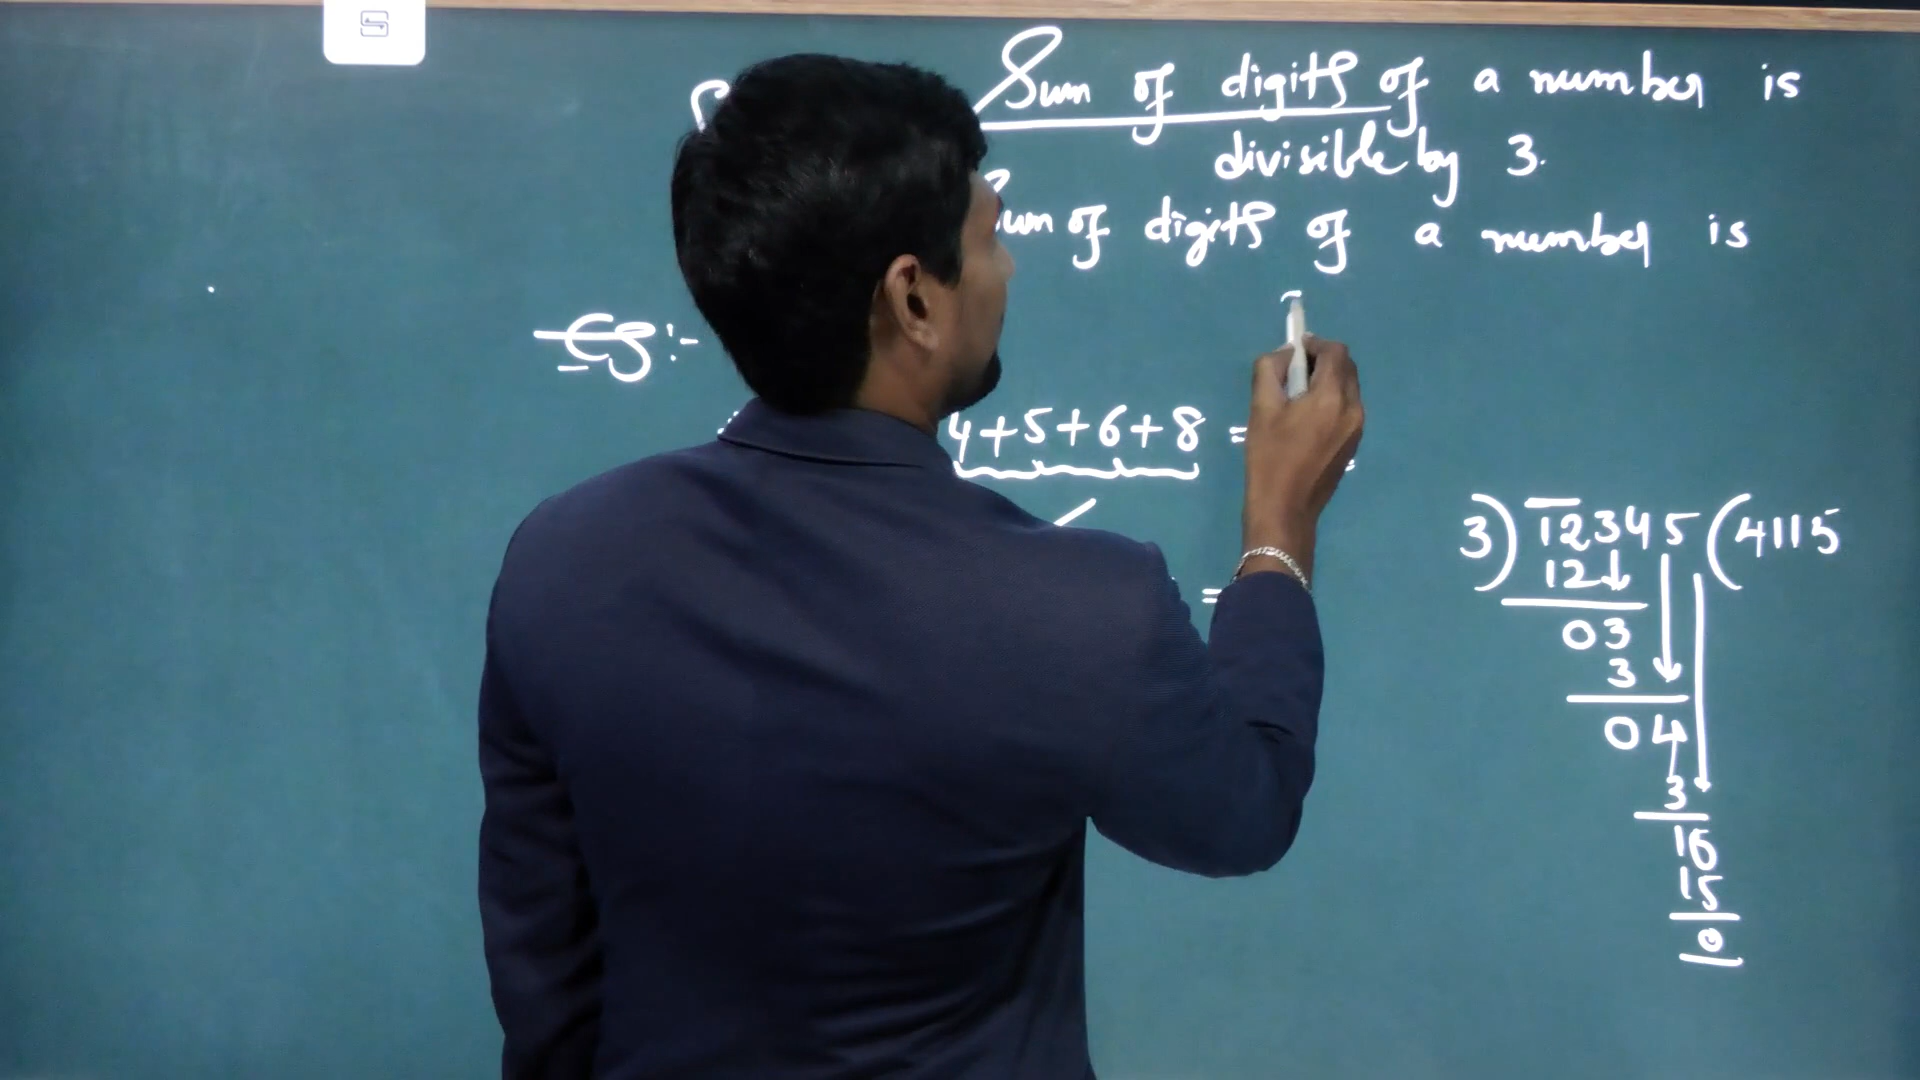 Sum of digits of a number is
divisible by 3.
Sum of digits of a number is
Eg:-
4+5+6+8 =
=
3) 12345 (4115
12
03
3
04
3
15
15
0